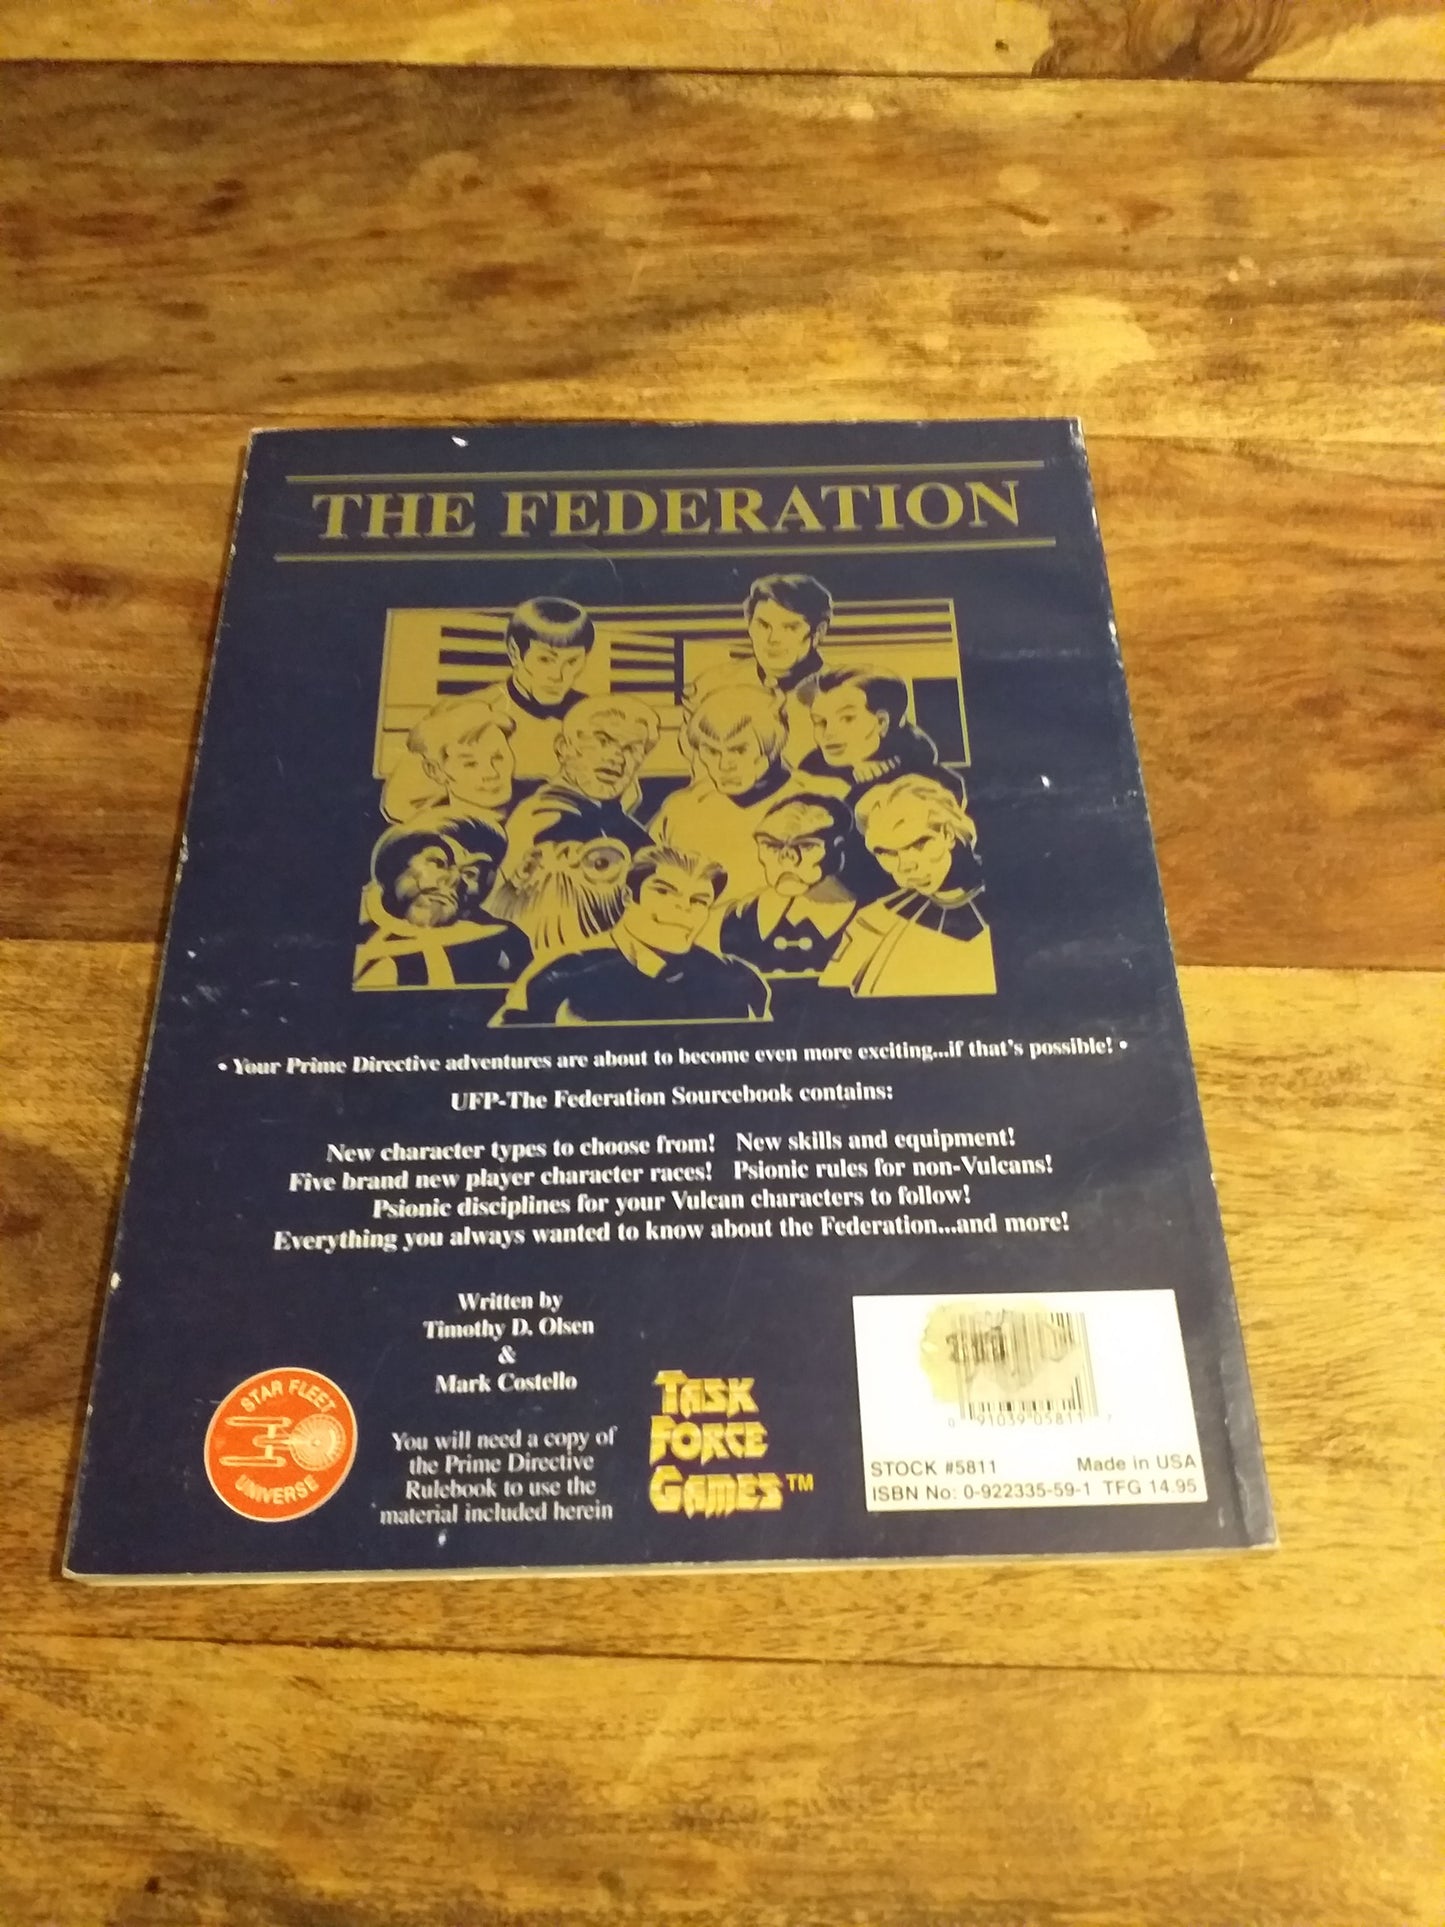 THE FEDERATION
• Your Prime Directive adventures are about to become even more exciting...if that's possible! •
UFP-The Federation Sourcebook contains:
New character types to choose from! New skills and equipment!
Five brand new player character races! Psionic rules for non-Vulcans!
Psionic disciplines for your Vulcan characters to follow!
Everything you always wanted to know about the Federation...and more!
Written by
Timothy D. Olsen
&
Mark Costello
You will need a copy of
the Prime Directive
Rulebook to use the
material included herein
STAR FLEET
UNIVERSE
TASK
FORCE
GAMES™
0 91039 05811 7
STOCK #5811 Made in USA
ISBN No: 0-922335-59-1 TFG 14.95